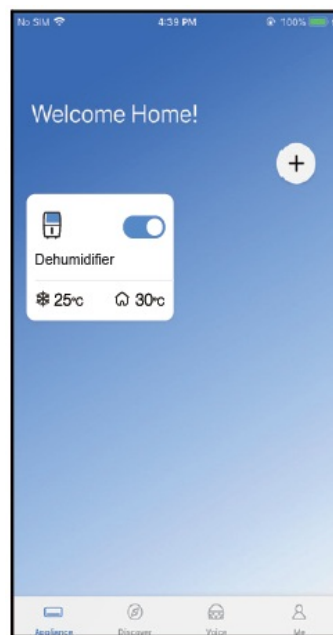 No SIM 4:39 PM 100%
Welcome Home!
+
Dehumidifier
25°C 30°C
Appliance Discover Voice Me